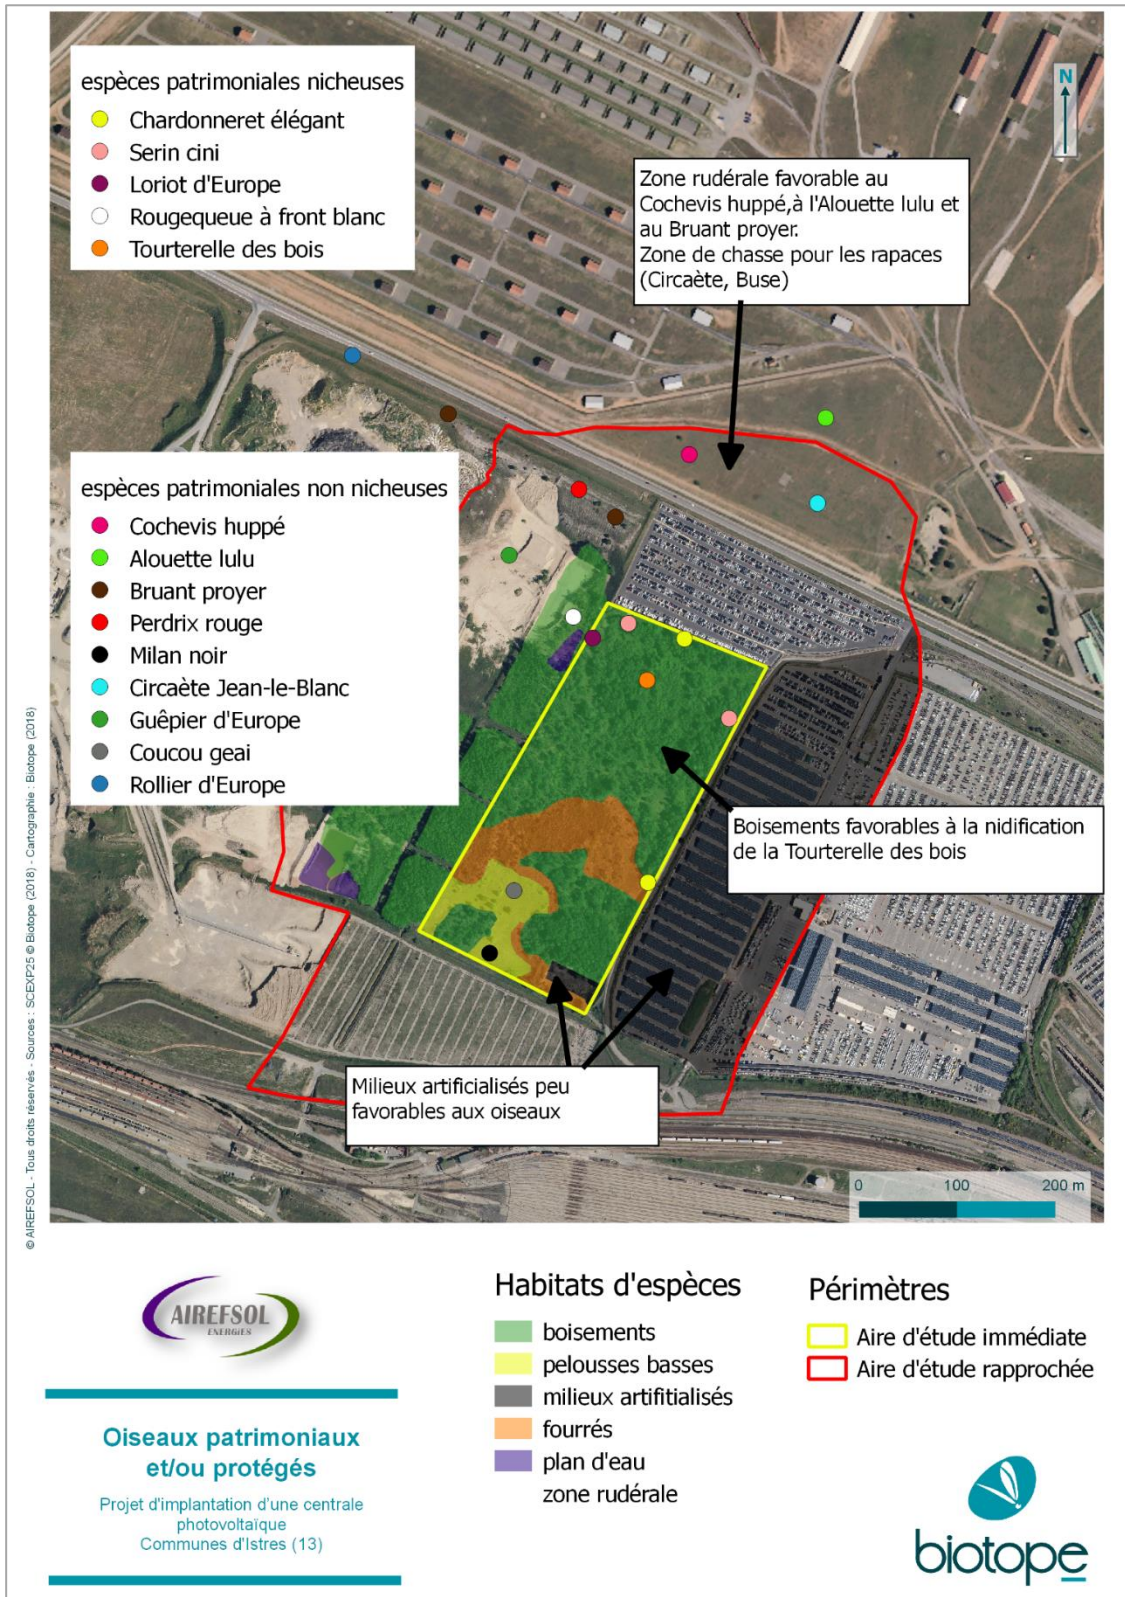 espèces patrimoniales nicheuses
Chardonneret élégant
Serin cini
Loriot d'Europe
Rougequeue à front blanc
Tourterelle des bois
N
Zone rudérale favorable au
Cochevis huppé,à l'Alouette lulu et
au Bruant proyer.
Zone de chasse pour les rapaces
(Circaète, Buse)
espèces patrimoniales non nicheuses
Cochevis huppé
Alouette lulu
Bruant proyer
Perdrix rouge
Milan noir
Circaète Jean-le-Blanc
Guêpier d'Europe
Coucou geai
Rollier d'Europe
Boisements favorables à la nidification
de la Tourterelle des bois
Milieux artificialisés peu
favorables aux oiseaux
0 100 200 m
© AIREFSOL - Tous droits réservés - Sources : SCEXP25 © Biotope (2018) - Cartographie : Biotope (2018)
AIREFSOL
ENERGIES
Oiseaux patrimoniaux
et/ou protégés
Projet d'implantation d'une centrale
photovoltaïque
Communes d'Istres (13)
Habitats d'espèces
boisements
pelousses basses
milieux artifitialisés
fourrés
plan d'eau
zone rudérale
Périmètres
Aire d'étude immédiate
Aire d'étude rapprochée
biotope